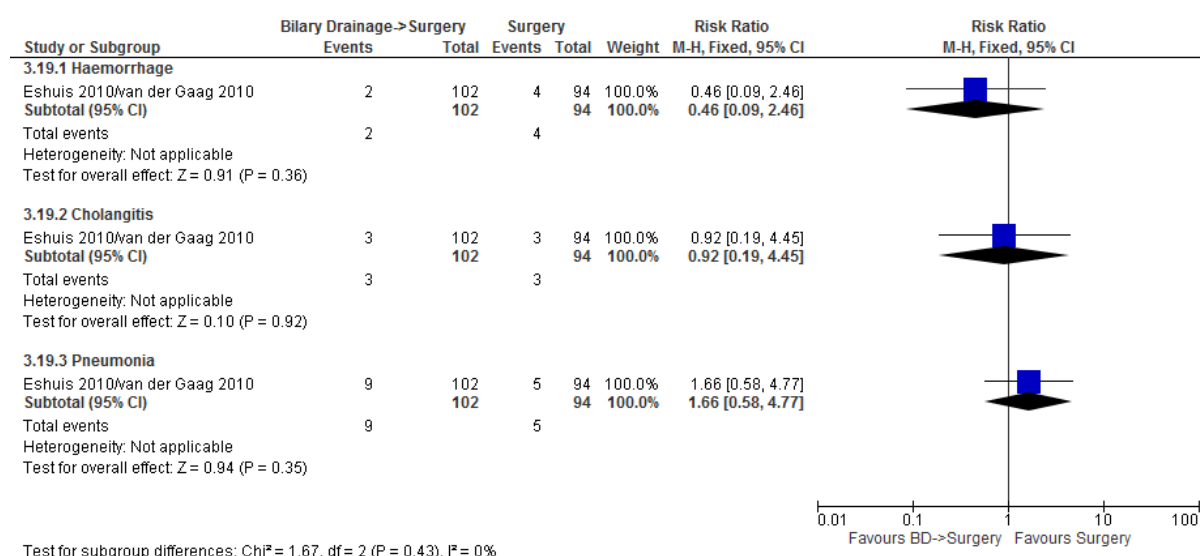 Bilary Drainage->Surgery Surgery Risk Ratio Risk Ratio
Study or Subgroup Events Total Events Total Weight M-H, Fixed, 95% CI M-H, Fixed, 95% CI
3.19.1 Haemorrhage
Eshuis 2010/van der Gaag 2010 2 102 4 94 100.0% 0.46 [0.09, 2.46]
Subtotal (95% CI) 102 94 100.0% 0.46 [0.09, 2.46]
Total events 2 4
Heterogeneity: Not applicable
Test for overall effect: Z = 0.91 (P = 0.36)
3.19.2 Cholangitis
Eshuis 2010/van der Gaag 2010 3 102 3 94 100.0% 0.92 [0.19, 4.45]
Subtotal (95% CI) 102 94 100.0% 0.92 [0.19, 4.45]
Total events 3 3
Heterogeneity: Not applicable
Test for overall effect: Z = 0.10 (P = 0.92)
3.19.3 Pneumonia
Eshuis 2010/van der Gaag 2010 9 102 5 94 100.0% 1.66 [0.58, 4.77]
Subtotal (95% CI) 102 94 100.0% 1.66 [0.58, 4.77]
Total events 9 5
Heterogeneity: Not applicable
Test for overall effect: Z = 0.94 (P = 0.35)
0.01 0.1 1 10 100
Favours BD->Surgery Favours Surgery
Test for subgroup differences: Chi² = 1.67, df = 2 (P = 0.43), I² = 0%